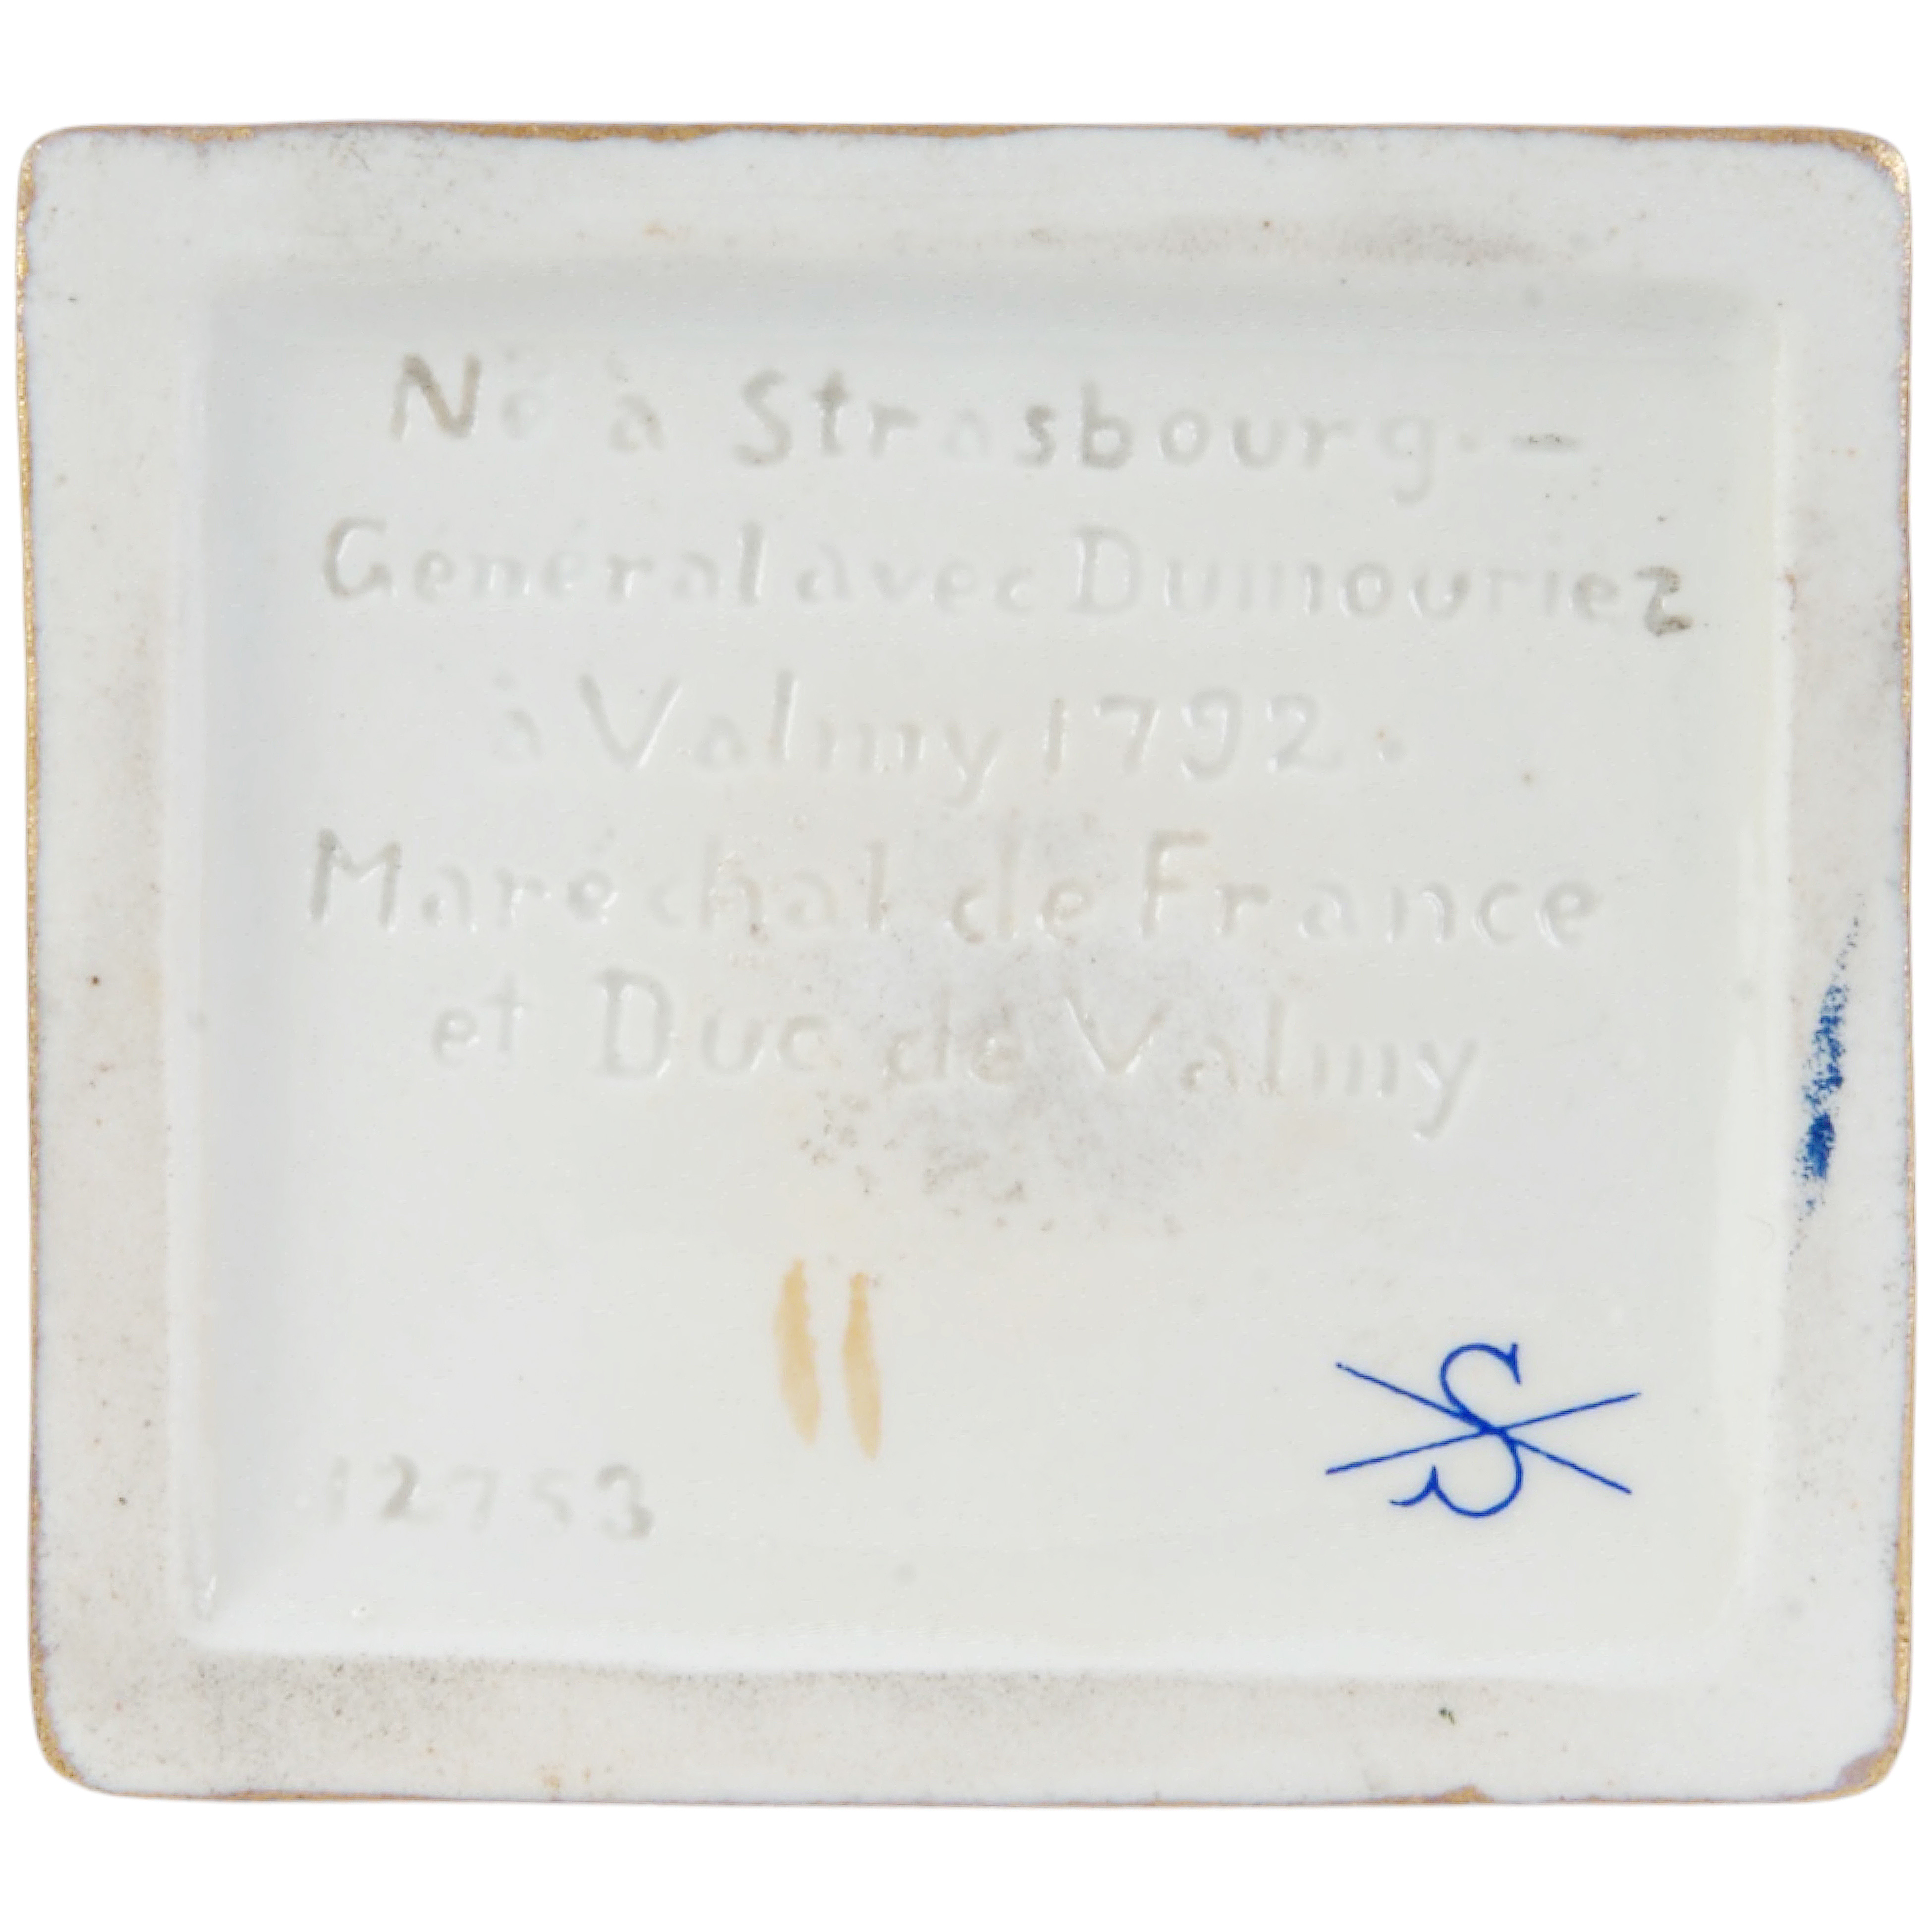 Né à Strasbourg. —
Général avec Dumouriez
à Valmy 1792.
Maréchal de France
et Duc de Valmy
12753
S